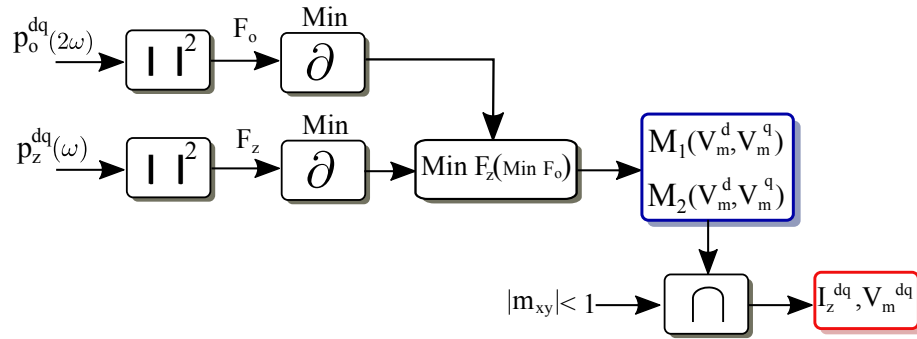 p_o^dq(2ω)
| |^2
F_o
Min
∂
p_z^dq(ω)
| |^2
F_z
Min
∂
Min F_z(Min F_o)
M_1(V_m^d,V_m^q)
M_2(V_m^d,V_m^q)
|m_xy|< 1
∩
I_z^dq,V_m^dq